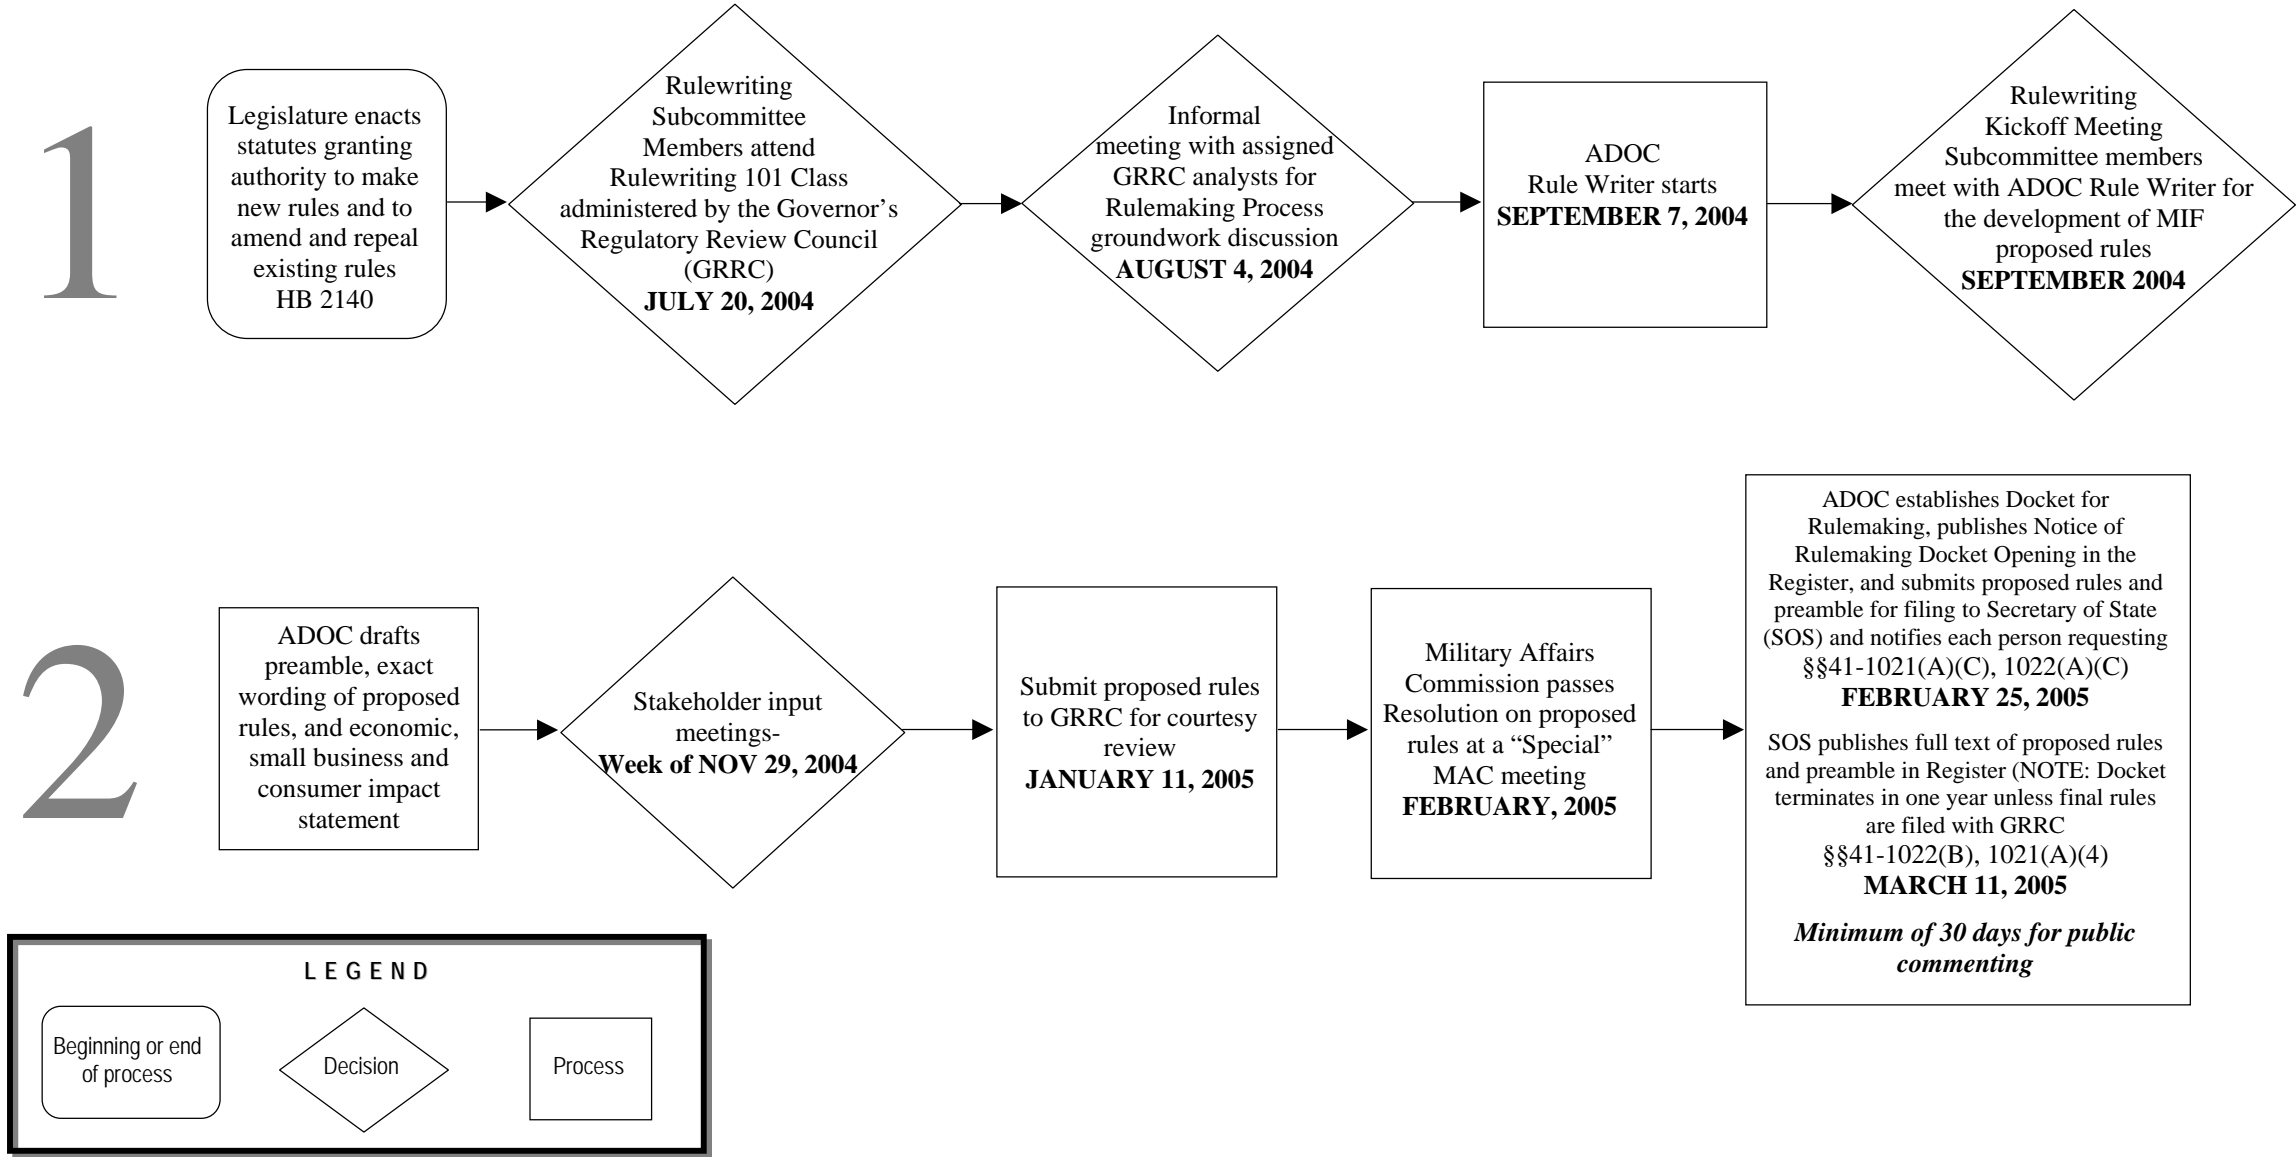 1
Legislature enacts
statutes granting
authority to make
new rules and to
amend and repeal
existing rules
HB 2140
Rulewriting
Subcommittee
Members attend
Rulewriting 101 Class
administered by the Governor’s
Regulatory Review Council
(GRRC)
JULY 20, 2004
Informal
meeting with assigned
GRRC analysts for
Rulemaking Process
groundwork discussion
AUGUST 4, 2004
ADOC
Rule Writer starts
SEPTEMBER 7, 2004
Rulewriting
Kickoff Meeting
Subcommittee members
meet with ADOC Rule Writer for
the development of MIF
proposed rules
SEPTEMBER 2004
2
ADOC drafts
preamble, exact
wording of proposed
rules, and economic,
small business and
consumer impact
statement
Stakeholder input
meetings-
Week of NOV 29, 2004
Submit proposed rules
to GRRC for courtesy
review
JANUARY 11, 2005
Military Affairs
Commission passes
Resolution on proposed
rules at a “Special”
MAC meeting
FEBRUARY, 2005
ADOC establishes Docket for
Rulemaking, publishes Notice of
Rulemaking Docket Opening in the
Register, and submits proposed rules and
preamble for filing to Secretary of State
(SOS) and notifies each person requesting
§§41-1021(A)(C), 1022(A)(C)
FEBRUARY 25, 2005
SOS publishes full text of proposed rules
and preamble in Register (NOTE: Docket
terminates in one year unless final rules
are filed with GRRC
§§41-1022(B), 1021(A)(4)
MARCH 11, 2005
Minimum of 30 days for public
commenting
LEGEND
Beginning or end
of process
Decision
Process